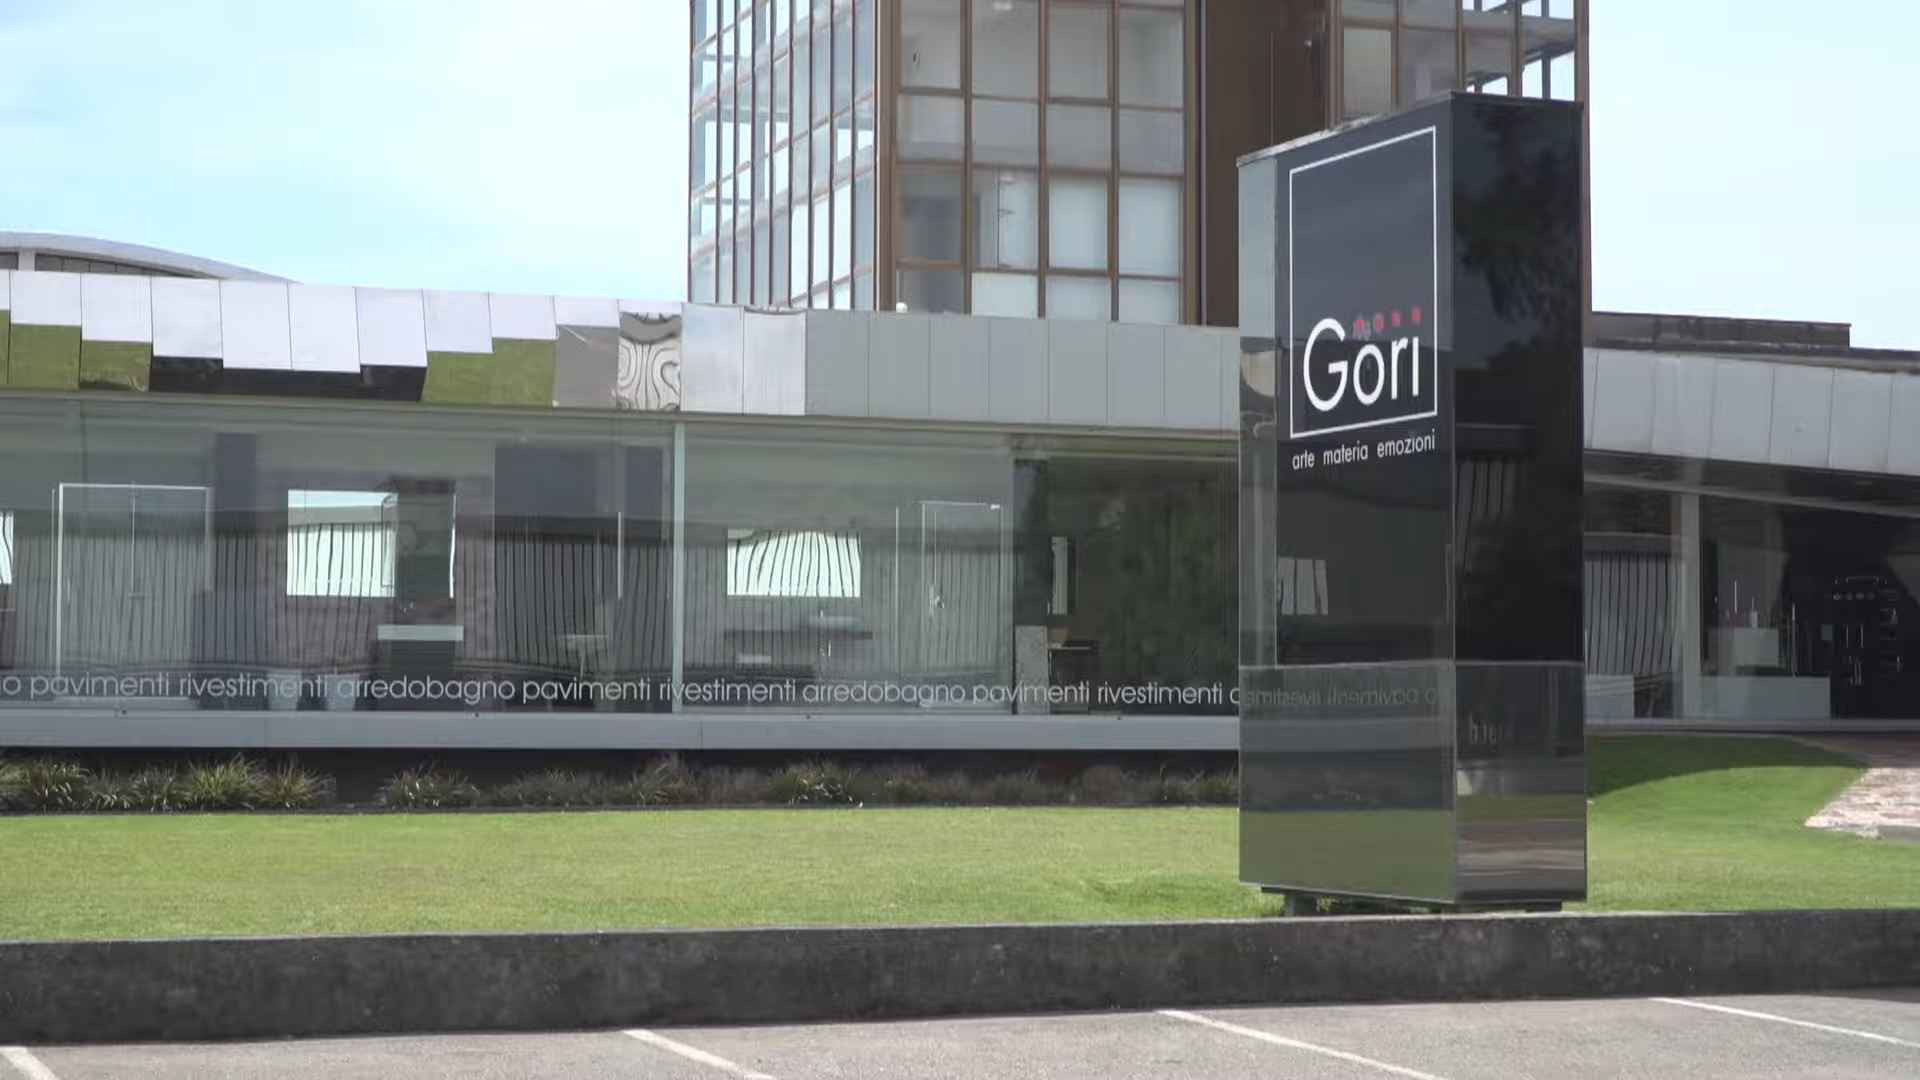 Gori
arte materia emozioni
pavimenti rivestimenti arredobagno pavimenti rivestimenti arredobagno pavimenti rivestimenti